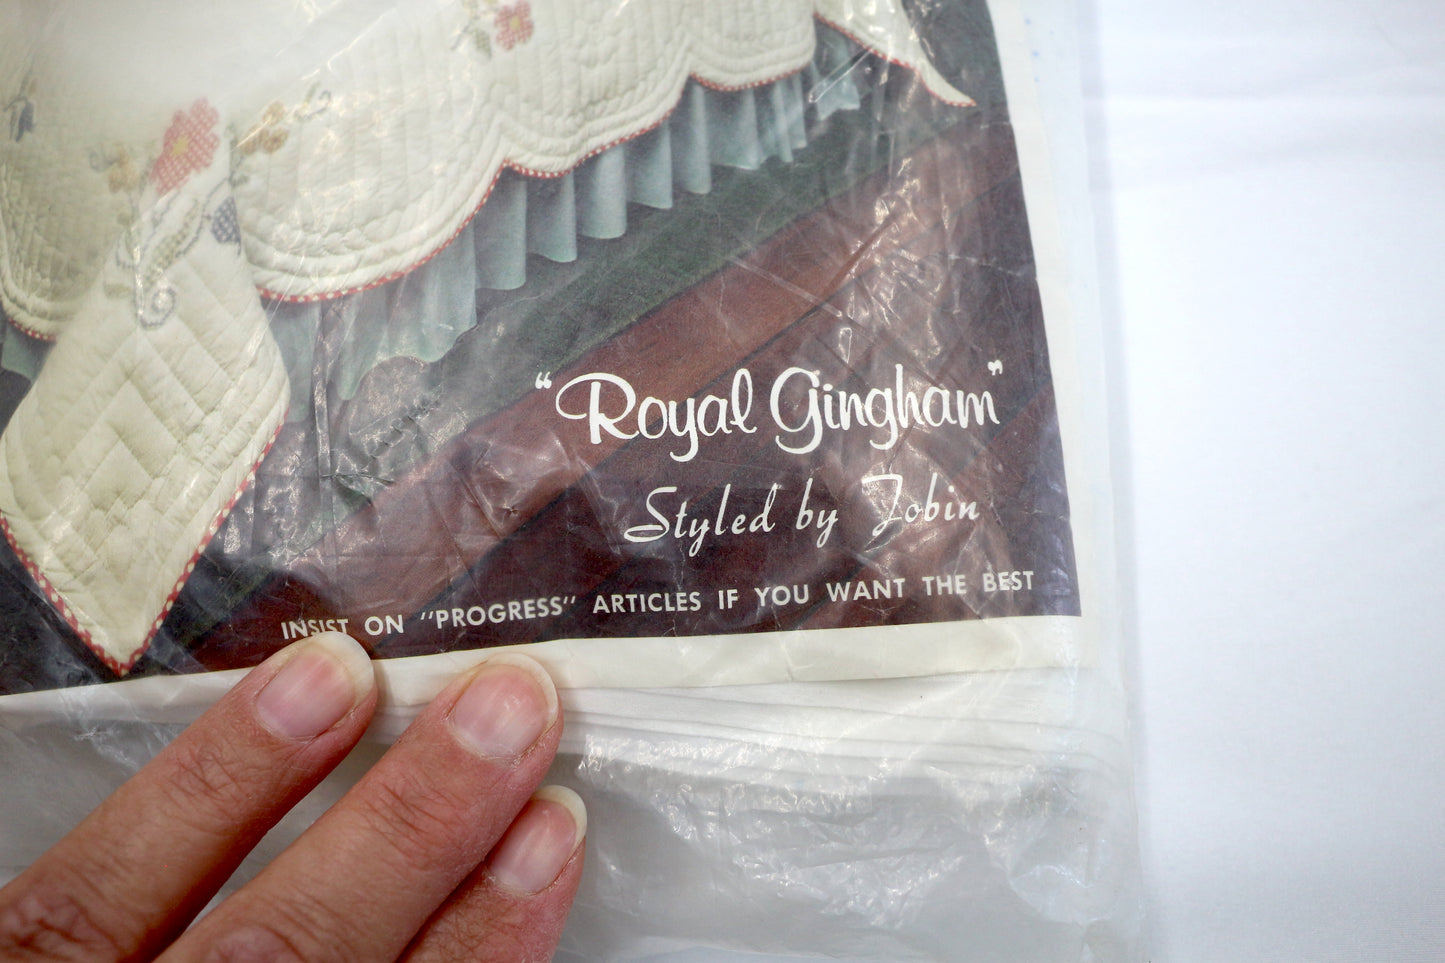 "Royal Gingham"
Styled by Jobin
INSIST ON "PROGRESS" ARTICLES IF YOU WANT THE BEST